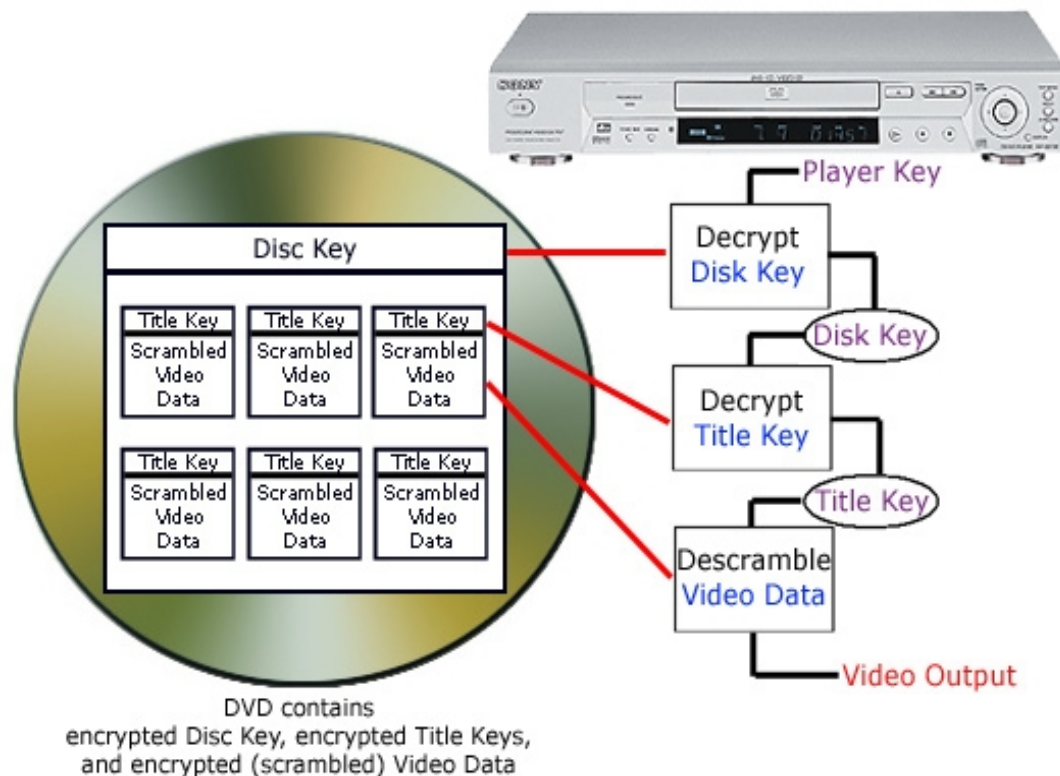 SONY
Player Key
Disc Key
Decrypt
Disk Key
Title Key
Title Key
Title Key
Scrambled
Video
Data
Scrambled
Video
Data
Scrambled
Video
Data
Disk Key
Decrypt
Title Key
Title Key
Title Key
Title Key
Scrambled
Video
Data
Scrambled
Video
Data
Scrambled
Video
Data
Title Key
Descramble
Video Data
Video Output
DVD contains
encrypted Disc Key, encrypted Title Keys,
and encrypted (scrambled) Video Data